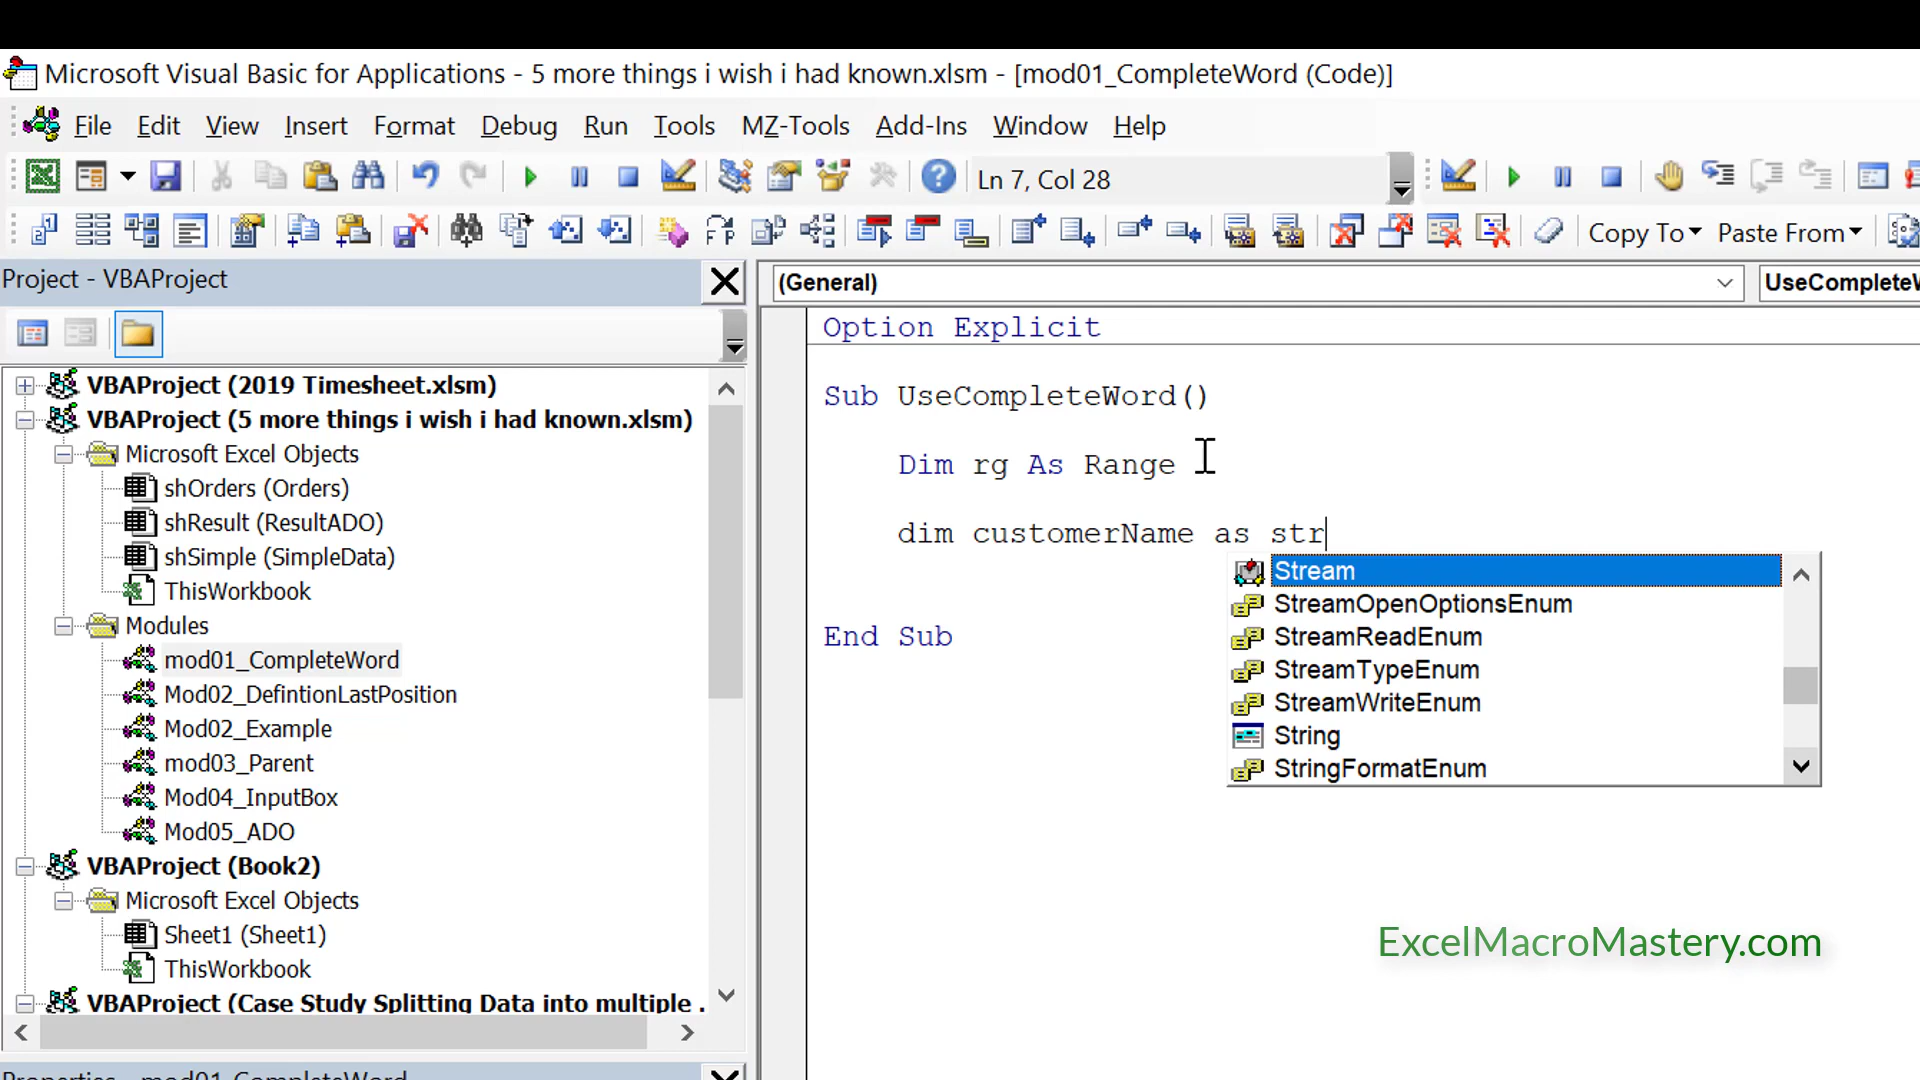 Microsoft Visual Basic for Applications - 5 more things i wish i had known.xlsm - [mod01_CompleteWord (Code)]
File Edit View Insert Format Debug Run Tools MZ-Tools Add-Ins Window Help
Ln 7, Col 28
Copy To Paste From
Project - VBAProject
(General)
UseCompleteW
VBAProject (2019 Timesheet.xlsm)
VBAProject (5 more things i wish i had known.xlsm)
Microsoft Excel Objects
shOrders (Orders)
shResult (ResultADO)
shSimple (SimpleData)
ThisWorkbook
Modules
mod01_CompleteWord
Mod02_DefintionLastPosition
Mod02_Example
mod03_Parent
Mod04_InputBox
Mod05_ADO
VBAProject (Book2)
Microsoft Excel Objects
Sheet1 (Sheet1)
ThisWorkbook
VBAProject (Case Study Splitting Data into multiple .
Properties - mod01_CompleteWord
Option Explicit
Sub UseCompleteWord()
Dim rg As Range
dim customerName as str
Stream
StreamOpenOptionsEnum
StreamReadEnum
StreamTypeEnum
StreamWriteEnum
String
StringFormatEnum
End Sub
ExcelMacroMastery.com